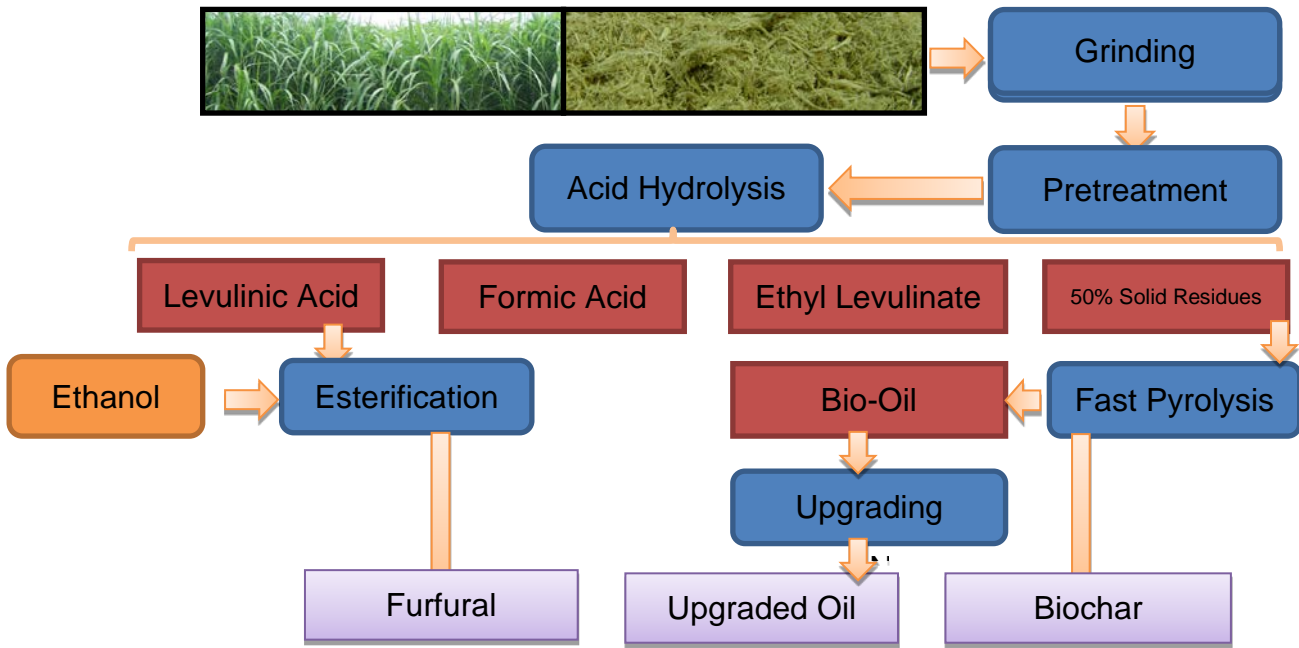 Grinding
Acid Hydrolysis
Pretreatment
Levulinic Acid
Formic Acid
Ethyl Levulinate
50% Solid Residues
Ethanol
Esterification
Bio-Oil
Fast Pyrolysis
Upgrading
Furfural
Upgraded Oil
Biochar